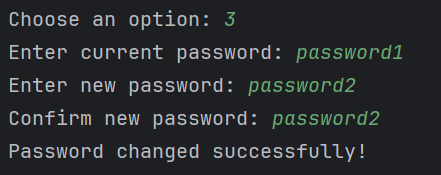 Choose an option: 3
Enter current password: password1
Enter new password: password2
Confirm new password: password2
Password changed successfully!